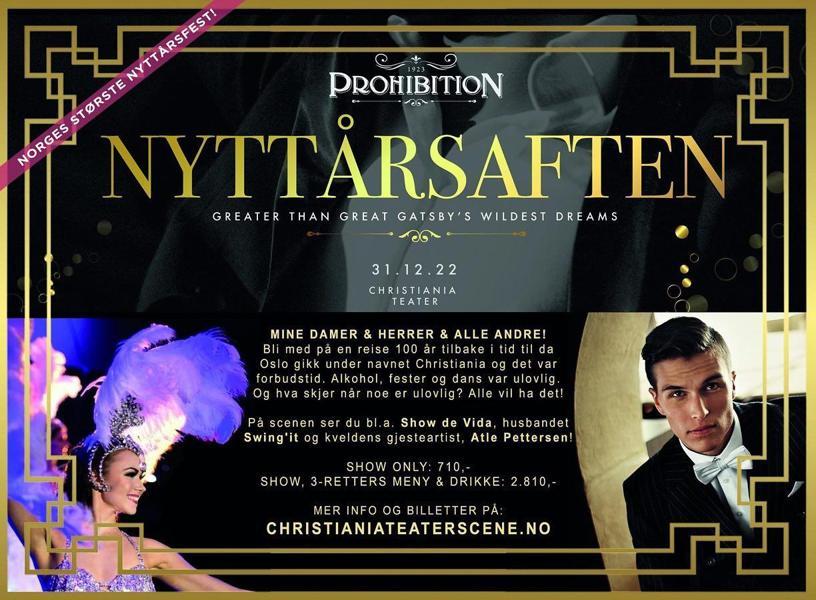 NORGES STØRSTE NYTTÅRSFEST!
1923
PROHIBITION
NYTTÅRSAFTEN
GREATER THAN GREAT GATSBY'S WILDEST DREAMS
31.12.22
CHRISTIANIA
TEATER
MINE DAMER & HERRER & ALLE ANDRE!
Bli med på en reise 100 år tilbake i tid til da
Oslo gikk under navnet Christiania og det var
forbudstid. Alkohol, fester og dans var ulovlig.
Og hva skjer når noe er ulovlig? Alle vil ha det!
På scenen ser du bl.a. Show de Vida, husbandet
Swing'it og kveldens gjesteartist, Atle Pettersen!
SHOW ONLY: 710,-
SHOW, 3-RETTERS MENY & DRIKKE: 2.810,-
MER INFO OG BILLETTER PÅ:
CHRISTIANIATEATERSCENE.NO